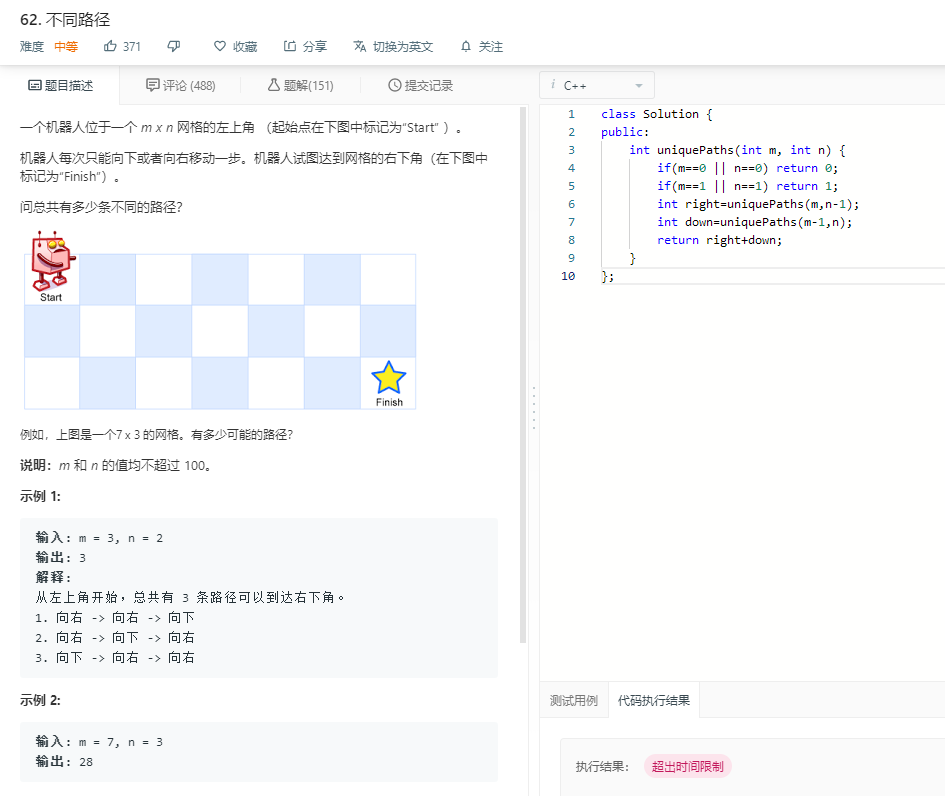 62. 不同路径
难度 中等 371 收藏 分享 切换为英文 关注
题目描述 评论 (488) 题解(151) 提交记录
一个机器人位于一个 m x n 网格的左上角 （起始点在下图中标记为“Start” ）。
机器人每次只能向下或者向右移动一步。机器人试图达到网格的右下角（在下图中
标记为“Finish”）。
问总共有多少条不同的路径？
Start
Finish
例如，上图是一个7 x 3 的网格。有多少可能的路径？
说明：m 和 n 的值均不超过 100。
示例 1:
输入: m = 3, n = 2
输出: 3
解释:
从左上角开始，总共有 3 条路径可以到达右下角。
1. 向右 -> 向右 -> 向下
2. 向右 -> 向下 -> 向右
3. 向下 -> 向右 -> 向右
示例 2:
输入: m = 7, n = 3
输出: 28
i C++
1 class Solution {
2 public:
3 int uniquePaths(int m, int n) {
4 if(m==0 || n==0) return 0;
5 if(m==1 || n==1) return 1;
6 int right=uniquePaths(m,n-1);
7 int down=uniquePaths(m-1,n);
8 return right+down;
9 }
10 };
测试用例 代码执行结果
执行结果： 超出时间限制